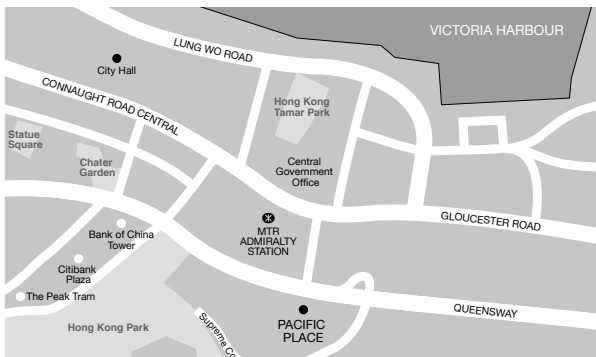 VICTORIA HARBOUR
LUNG WO ROAD
City Hall
CONNAUGHT ROAD CENTRAL
Hong Kong
Tamar Park
Statue
Square
Chater
Garden
Central
Government
Office
GLOUCESTER ROAD
MTR
ADMIRALTY
STATION
Bank of China
Tower
Citibank
Plaza
The Peak Tram
QUEENSWAY
Hong Kong Park
Supreme Co
PACIFIC
PLACE